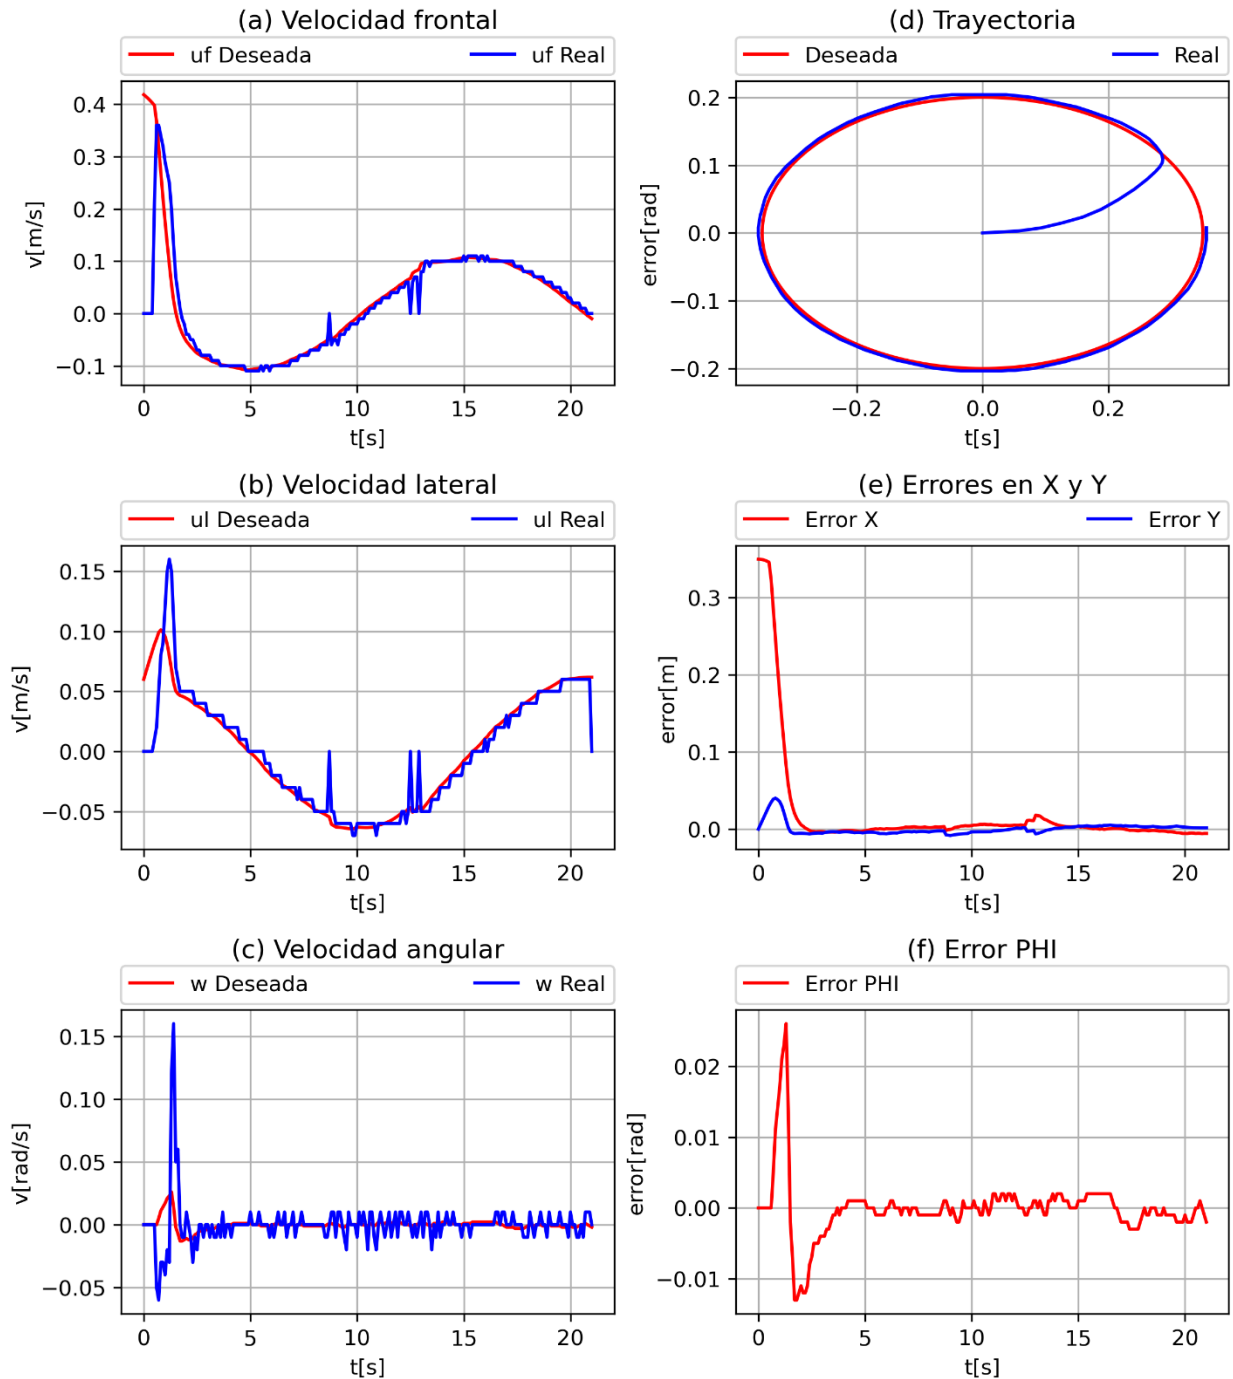 (a) Velocidad frontal
uf Deseada uf Real
v[m/s]
0.4
0.3
0.2
0.1
0.0
−0.1
0 5 10 15 20
t[s]
(d) Trayectoria
Deseada Real
error[rad]
0.2
0.1
0.0
−0.1
−0.2
−0.2 0.0 0.2
t[s]
(b) Velocidad lateral
ul Deseada ul Real
v[m/s]
0.15
0.10
0.05
0.00
−0.05
0 5 10 15 20
t[s]
(e) Errores en X y Y
Error X Error Y
error[m]
0.3
0.2
0.1
0.0
0 5 10 15 20
t[s]
(c) Velocidad angular
w Deseada w Real
v[rad/s]
0.15
0.10
0.05
0.00
−0.05
0 5 10 15 20
t[s]
(f) Error PHI
Error PHI
error[rad]
0.02
0.01
0.00
−0.01
0 5 10 15 20
t[s]